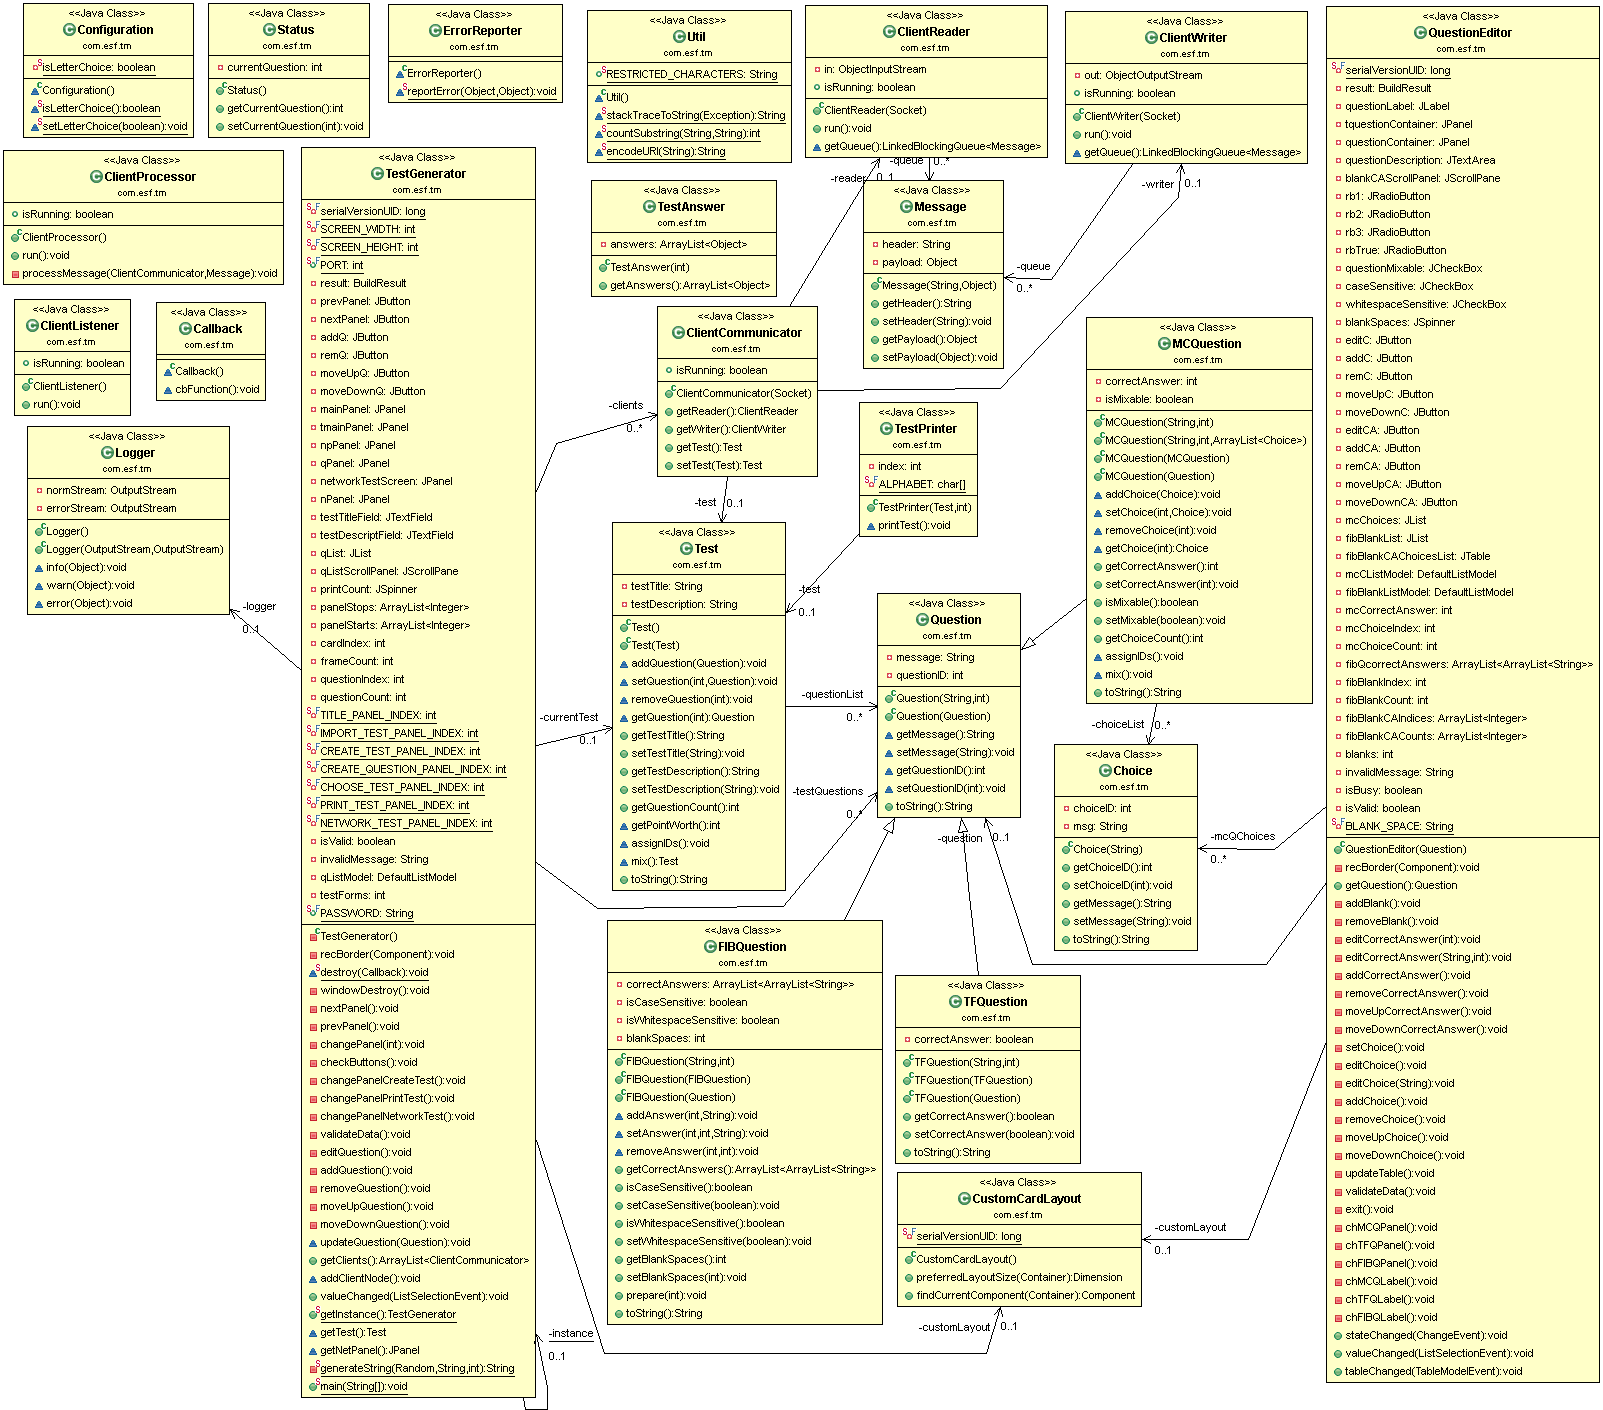 <<Java Class>>
Configuration
com.esf.tm
isLetterChoice: boolean
Configuration()
isLetterChoice():boolean
setLetterChoice(boolean):void
<<Java Class>>
Status
com.esf.tm
currentQuestion: int
Status()
getCurrentQuestion():int
setCurrentQuestion(int):void
<<Java Class>>
ErrorReporter
com.esf.tm
ErrorReporter()
reportError(Object,Object):void
<<Java Class>>
Util
com.esf.tm
RESTRICTED_CHARACTERS: String
Util()
stackTraceToString(Exception):String
countSubstring(String,String):int
encodeURI(String):String
<<Java Class>>
ClientReader
com.esf.tm
in: ObjectInputStream
isRunning: boolean
ClientReader(Socket)
run():void
getQueue():LinkedBlockingQueue<Message>
<<Java Class>>
ClientWriter
com.esf.tm
out: ObjectOutputStream
isRunning: boolean
ClientWriter(Socket)
run():void
getQueue():LinkedBlockingQueue<Message>
<<Java Class>>
QuestionEditor
com.esf.tm
serialVersionUID: long
result: BuildResult
questionLabel: JLabel
tquestionContainer: JPanel
questionContainer: JPanel
questionDescription: JTextArea
blankCAScrollPanel: JScrollPane
rb1: JRadioButton
rb2: JRadioButton
rb3: JRadioButton
rbTrue: JRadioButton
questionMixable: JCheckBox
caseSensitive: JCheckBox
whitespaceSensitive: JCheckBox
blankSpaces: JSpinner
editC: JButton
addC: JButton
remC: JButton
moveUpC: JButton
moveDownC: JButton
editCA: JButton
addCA: JButton
remCA: JButton
moveUpCA: JButton
moveDownCA: JButton
mcChoices: JList
fibBlankList: JList
fibBlankCAChoicesList: JTable
mcCListModel: DefaultListModel
fibBlankListModel: DefaultListModel
mcCorrectAnswer: int
mcChoiceIndex: int
mcChoiceCount: int
fibQcorrectAnswers: ArrayList<ArrayList<String>>
fibBlankIndex: int
fibBlankCount: int
fibBlankCAIndices: ArrayList<Integer>
fibBlankCACounts: ArrayList<Integer>
blanks: int
invalidMessage: String
isBusy: boolean
isValid: boolean
BLANK_SPACE: String
QuestionEditor(Question)
recBorder(Component):void
getQuestion():Question
addBlank():void
removeBlank():void
editCorrectAnswer(int):void
editCorrectAnswer(String,int):void
addCorrectAnswer():void
removeCorrectAnswer():void
moveUpCorrectAnswer():void
moveDownCorrectAnswer():void
setChoice():void
editChoice():void
editChoice(String):void
addChoice():void
removeChoice():void
moveUpChoice():void
moveDownChoice():void
updateTable():void
validateData():void
exit():void
chMCQPanel():void
chTFQPanel():void
chFIBQPanel():void
chMCQLabel():void
chTFQLabel():void
chFIBQLabel():void
stateChanged(ChangeEvent):void
valueChanged(ListSelectionEvent):void
tableChanged(TableModelEvent):void
<<Java Class>>
ClientProcessor
com.esf.tm
isRunning: boolean
ClientProcessor()
run():void
processMessage(ClientCommunicator,Message):void
<<Java Class>>
ClientListener
com.esf.tm
isRunning: boolean
ClientListener()
run():void
<<Java Class>>
Callback
com.esf.tm
Callback()
cbFunction():void
<<Java Class>>
Logger
com.esf.tm
normStream: OutputStream
errorStream: OutputStream
Logger()
Logger(OutputStream,OutputStream)
info(Object):void
warn(Object):void
error(Object):void
-logger
0..1
<<Java Class>>
TestGenerator
com.esf.tm
serialVersionUID: long
SCREEN_WIDTH: int
SCREEN_HEIGHT: int
PORT: int
result: BuildResult
prevPanel: JButton
nextPanel: JButton
addQ: JButton
remQ: JButton
moveUpQ: JButton
moveDownQ: JButton
mainPanel: JPanel
tmainPanel: JPanel
npPanel: JPanel
qPanel: JPanel
networkTestScreen: JPanel
nPanel: JPanel
testTitleField: JTextField
testDescriptField: JTextField
qList: JList
qListScrollPanel: JScrollPane
printCount: JSpinner
panelStops: ArrayList<Integer>
panelStarts: ArrayList<Integer>
cardIndex: int
frameCount: int
questionIndex: int
questionCount: int
TITLE_PANEL_INDEX: int
IMPORT_TEST_PANEL_INDEX: int
CREATE_TEST_PANEL_INDEX: int
CREATE_QUESTION_PANEL_INDEX: int
CHOOSE_TEST_PANEL_INDEX: int
PRINT_TEST_PANEL_INDEX: int
NETWORK_TEST_PANEL_INDEX: int
isValid: boolean
invalidMessage: String
qListModel: DefaultListModel
testForms: int
PASSWORD: String
TestGenerator()
recBorder(Component):void
destroy(Callback):void
windowDestroy():void
nextPanel():void
prevPanel():void
changePanel(int):void
checkButtons():void
changePanelCreateTest():void
changePanelPrintTest():void
changePanelNetworkTest():void
validateData():void
editQuestion():void
addQuestion():void
removeQuestion():void
moveUpQuestion():void
moveDownQuestion():void
updateQuestion(Question):void
getClients():ArrayList<ClientCommunicator>
addClientNode():void
valueChanged(ListSelectionEvent):void
getInstance():TestGenerator
getTest():Test
getNetPanel():JPanel
generateString(Random,String,int):String
main(String[]):void
-instance
0..1
<<Java Class>>
TestAnswer
com.esf.tm
answers: ArrayList<Object>
TestAnswer(int)
getAnswers():ArrayList<Object>
-reader
0..1
-queue
0..*
<<Java Class>>
Message
com.esf.tm
header: String
payload: Object
Message(String,Object)
getHeader():String
setHeader(String):void
getPayload():Object
setPayload(Object):void
-writer
0..1
-queue
0..*
<<Java Class>>
ClientCommunicator
com.esf.tm
isRunning: boolean
ClientCommunicator(Socket)
getReader():ClientReader
getWriter():ClientWriter
getTest():Test
setTest(Test):Test
-clients
0..*
-test
0..1
<<Java Class>>
TestPrinter
com.esf.tm
index: int
ALPHABET: char[]
TestPrinter(Test,int)
printTest():void
-test
0..1
<<Java Class>>
MCQuestion
com.esf.tm
correctAnswer: int
isMixable: boolean
MCQuestion(String,int)
MCQuestion(String,int,ArrayList<Choice>)
MCQuestion(MCQuestion)
MCQuestion(Question)
addChoice(Choice):void
setChoice(int,Choice):void
removeChoice(int):void
getChoice(int):Choice
getCorrectAnswer():int
setCorrectAnswer(int):void
isMixable():boolean
setMixable(boolean):void
getChoiceCount():int
assignIDs():void
mix():void
toString():String
-choiceList
0..*
<<Java Class>>
Test
com.esf.tm
testTitle: String
testDescription: String
Test()
Test(Test)
addQuestion(Question):void
setQuestion(int,Question):void
removeQuestion(int):void
getQuestion(int):Question
getTestTitle():String
setTestTitle(String):void
getTestDescription():String
setTestDescription(String):void
getQuestionCount():int
getPointWorth():int
assignIDs():void
mix():Test
toString():String
-currentTest
0..1
-questionList
0..*
-testQuestions
0..*
<<Java Class>>
Question
com.esf.tm
message: String
questionID: int
Question(String,int)
Question(Question)
getMessage():String
setMessage(String):void
getQuestionID():int
setQuestionID(int):void
toString():String
-question
0..1
<<Java Class>>
Choice
com.esf.tm
choiceID: int
msg: String
Choice(String)
getChoiceID():int
setChoiceID(int):void
getMessage():String
setMessage(String):void
toString():String
-mcQChoices
0..*
<<Java Class>>
FIBQuestion
com.esf.tm
correctAnswers: ArrayList<ArrayList<String>>
isCaseSensitive: boolean
isWhitespaceSensitive: boolean
blankSpaces: int
FIBQuestion(String,int)
FIBQuestion(FIBQuestion)
FIBQuestion(Question)
addAnswer(int,String):void
setAnswer(int,int,String):void
removeAnswer(int,int):void
getCorrectAnswers():ArrayList<ArrayList<String>>
isCaseSensitive():boolean
setCaseSensitive(boolean):void
isWhitespaceSensitive():boolean
setWhitespaceSensitive(boolean):void
getBlankSpaces():int
setBlankSpaces(int):void
prepare(int):void
toString():String
<<Java Class>>
TFQuestion
com.esf.tm
correctAnswer: boolean
TFQuestion(String,int)
TFQuestion(TFQuestion)
TFQuestion(Question)
getCorrectAnswer():boolean
setCorrectAnswer(boolean):void
toString():String
<<Java Class>>
CustomCardLayout
com.esf.tm
serialVersionUID: long
CustomCardLayout()
preferredLayoutSize(Container):Dimension
findCurrentComponent(Container):Component
-customLayout
0..1
-customLayout
0..1